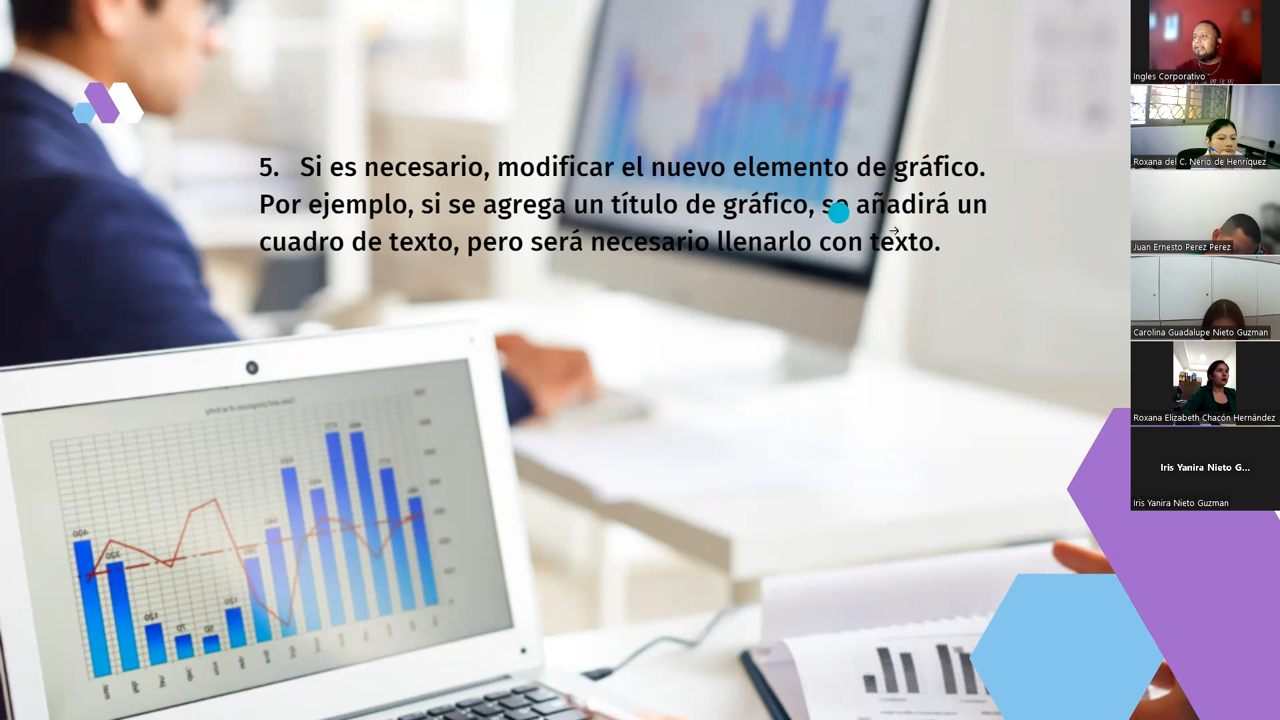 5. Si es necesario, modificar el nuevo elemento de gráfico.
Por ejemplo, si se agrega un título de gráfico, se añadirá un
cuadro de texto, pero será necesario llenarlo con texto.
Ingles Corporativo
Roxana del C. Nerio de Henríquez
Juan Ernesto Perez Perez
Carolina Guadalupe Nieto Guzman
Roxana Elizabeth Chacón Hernández
Iris Yanira Nieto G...
Iris Yanira Nieto Guzman